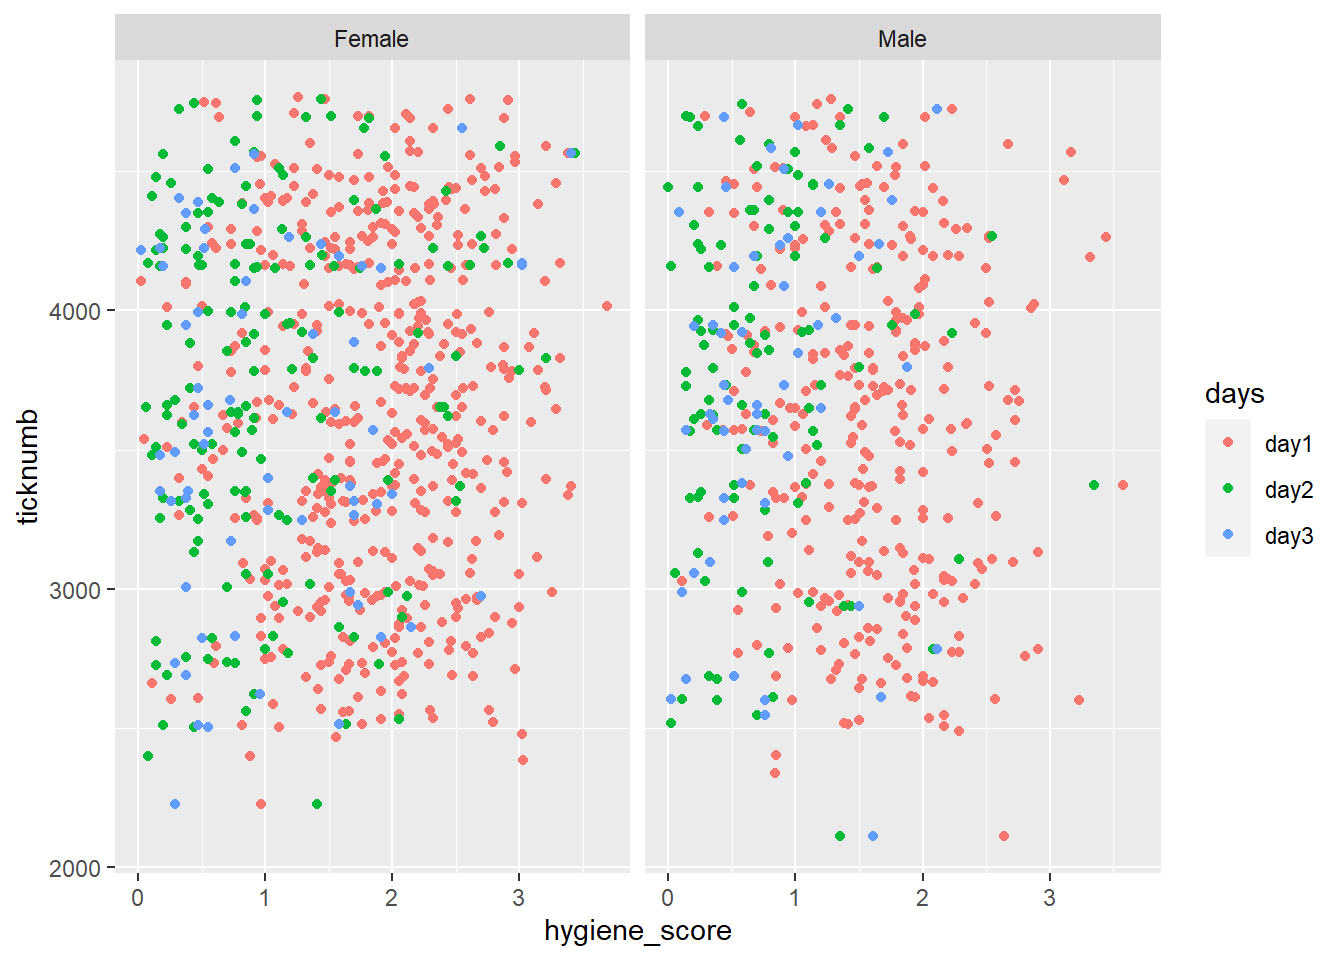 Female
Male
4000
3000
2000
ticknumb
0
1
2
3
0
1
2
3
hygiene_score
days
day1
day2
day3